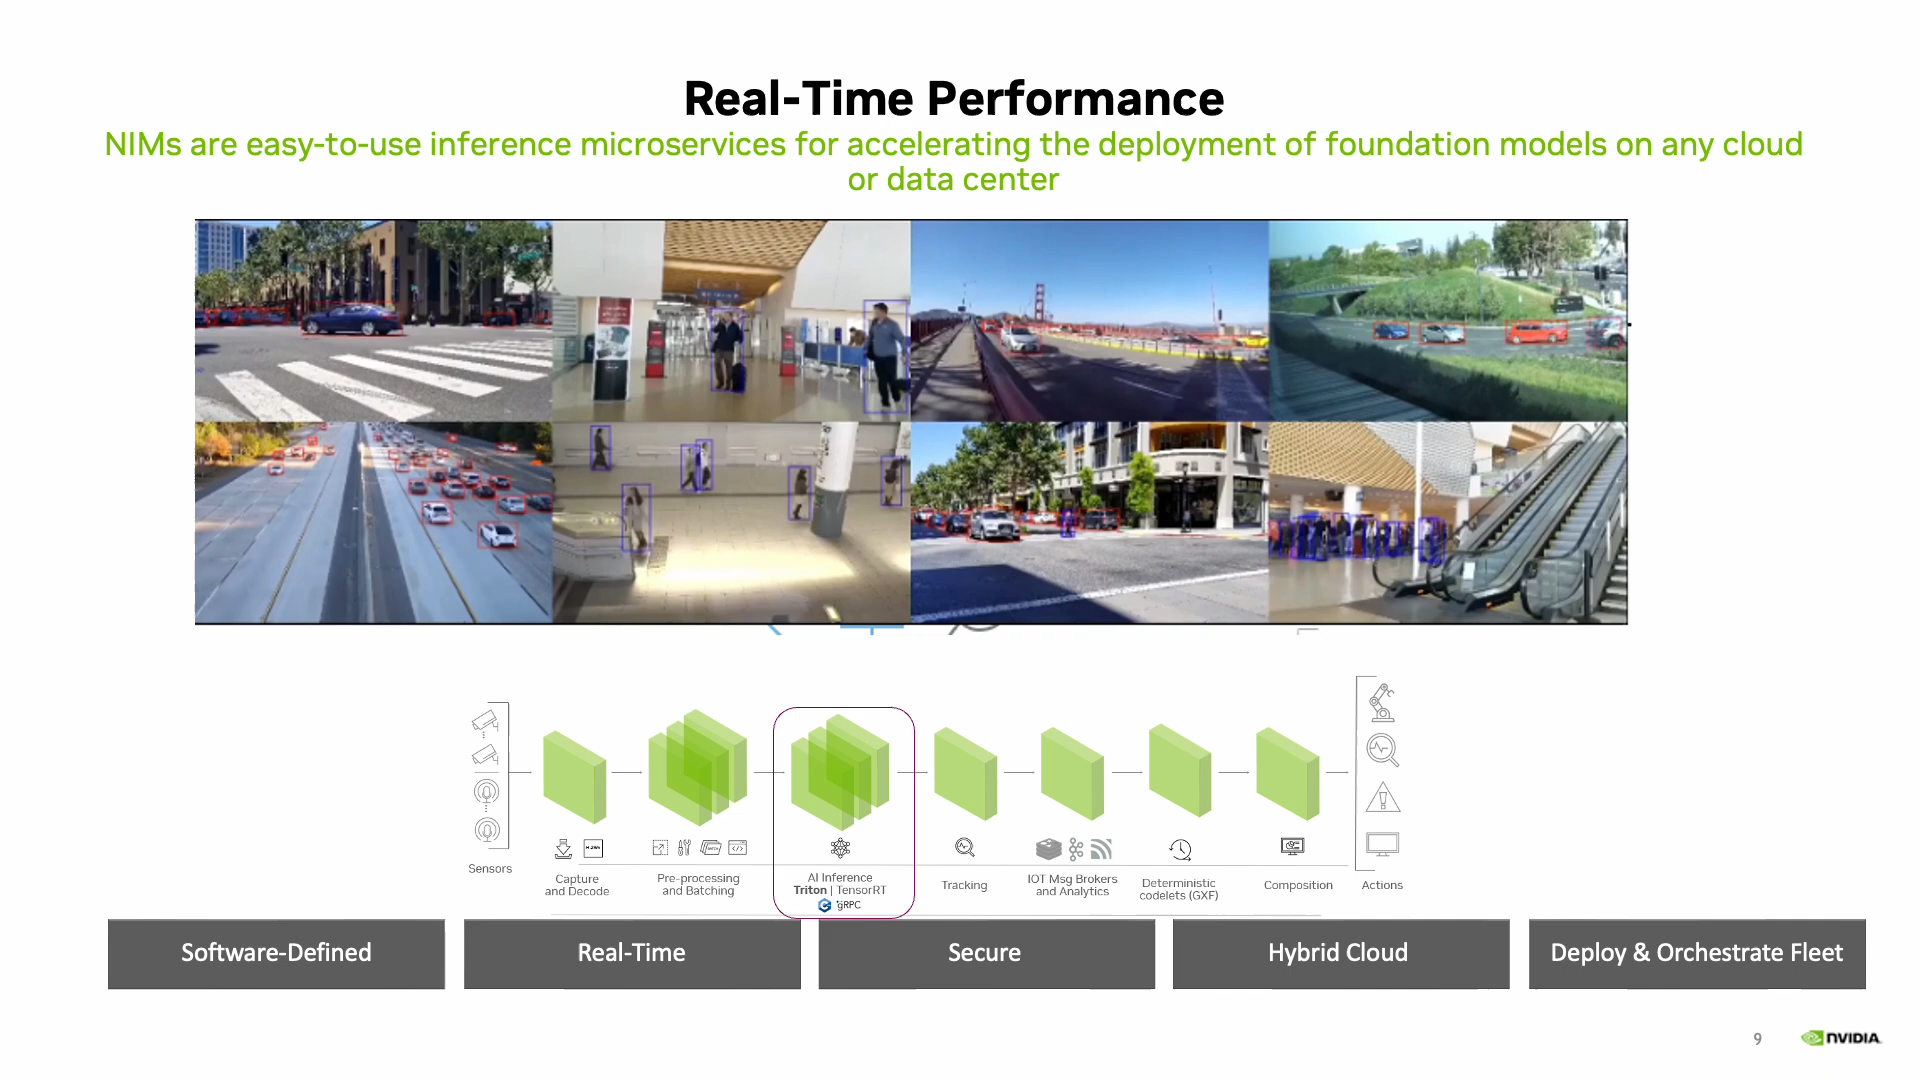 Real-Time Performance
NIMs are easy-to-use inference microservices for accelerating the deployment of foundation models on any cloud
or data center
H.26x
Sensors
Capture
and Decode
Pre-processing
and Batching
AI Inference
Triton | TensorRT
gRPC
Tracking
IOT Msg Brokers
and Analytics
Deterministic
codelets (GXF)
Composition
Actions
Software-Defined
Real-Time
Secure
Hybrid Cloud
Deploy & Orchestrate Fleet
9
NVIDIA